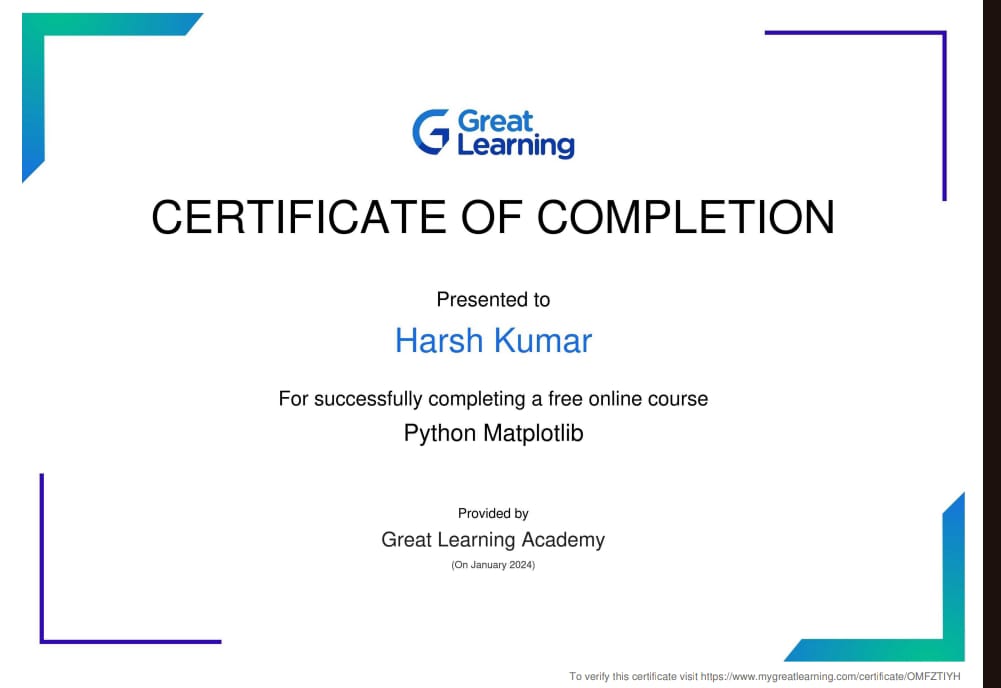 Great
Learning
CERTIFICATE OF COMPLETION
Presented to
Harsh Kumar
For successfully completing a free online course
Python Matplotlib
Provided by
Great Learning Academy
(On January 2024)
To verify this certificate visit https://www.mygreatlearning.com/certificate/OMFZTIYH